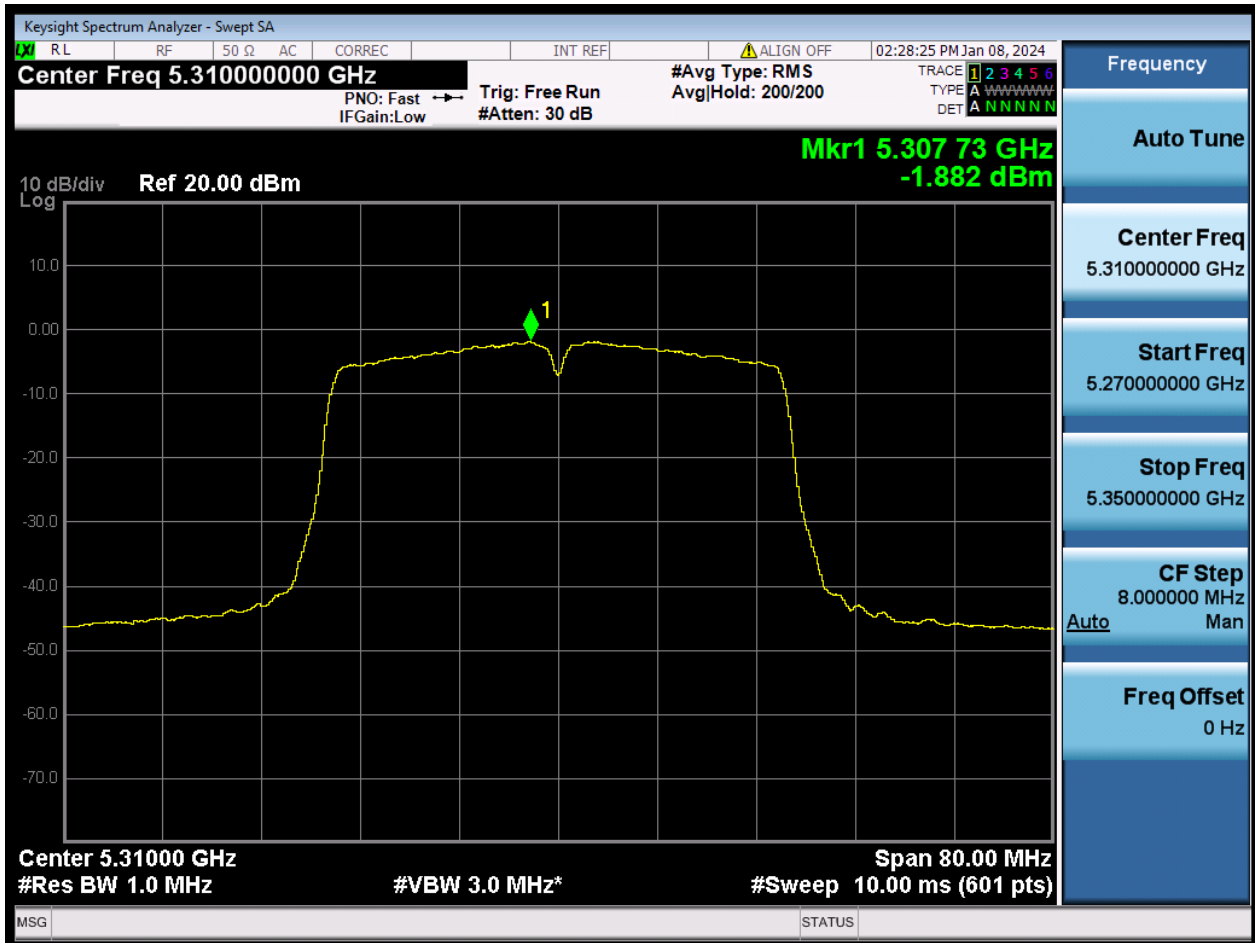 Keysight Spectrum Analyzer - Swept SA
LXI RL RF 50 Ω AC CORREC INT REF ALIGN OFF 02:28:25 PM Jan 08, 2024
Center Freq 5.310000000 GHz
PNO: Fast
IFGain:Low
Trig: Free Run
#Atten: 30 dB
#Avg Type: RMS
Avg|Hold: 200/200
TRACE 1 2 3 4 5 6
TYPE A WWWWW
DET A N N N N N
Mkr1 5.307 73 GHz
-1.882 dBm
10 dB/div Ref 20.00 dBm
Log
10.0
1
0.00
-10.0
-20.0
-30.0
-40.0
-50.0
-60.0
-70.0
Center 5.31000 GHz Span 80.00 MHz
#Res BW 1.0 MHz #VBW 3.0 MHz* #Sweep 10.00 ms (601 pts)
MSG STATUS
Frequency
Auto Tune
Center Freq
5.310000000 GHz
Start Freq
5.270000000 GHz
Stop Freq
5.350000000 GHz
CF Step
8.000000 MHz
Auto Man
Freq Offset
0 Hz